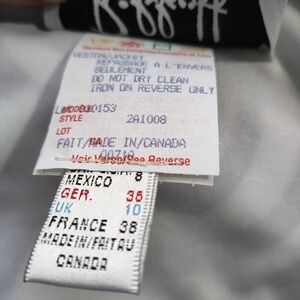 VESTON/JACKET
REPASSAGE A L'ENVERS
SEULEMENT
DO NOT DRY CLEAN
IRON ON REVERSE ONLY
0153
STYLE 2A1008
LOT
FAIT/MADE IN/CANADA
Voir Verso/See Reverse
8
MEXICO
GER. 36
UK 10
FRANCE 38
MADE IN/FAIT AU
CANADA